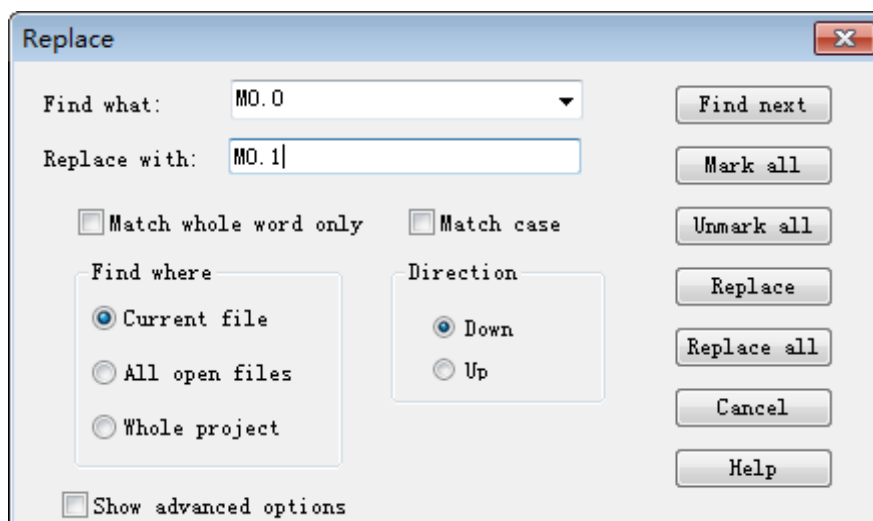 Replace
Find what: M0.0
Replace with: M0.1
Match whole word only
Match case
Find where
Current file
All open files
Whole project
Direction
Down
Up
Show advanced options
Find next
Mark all
Unmark all
Replace
Replace all
Cancel
Help